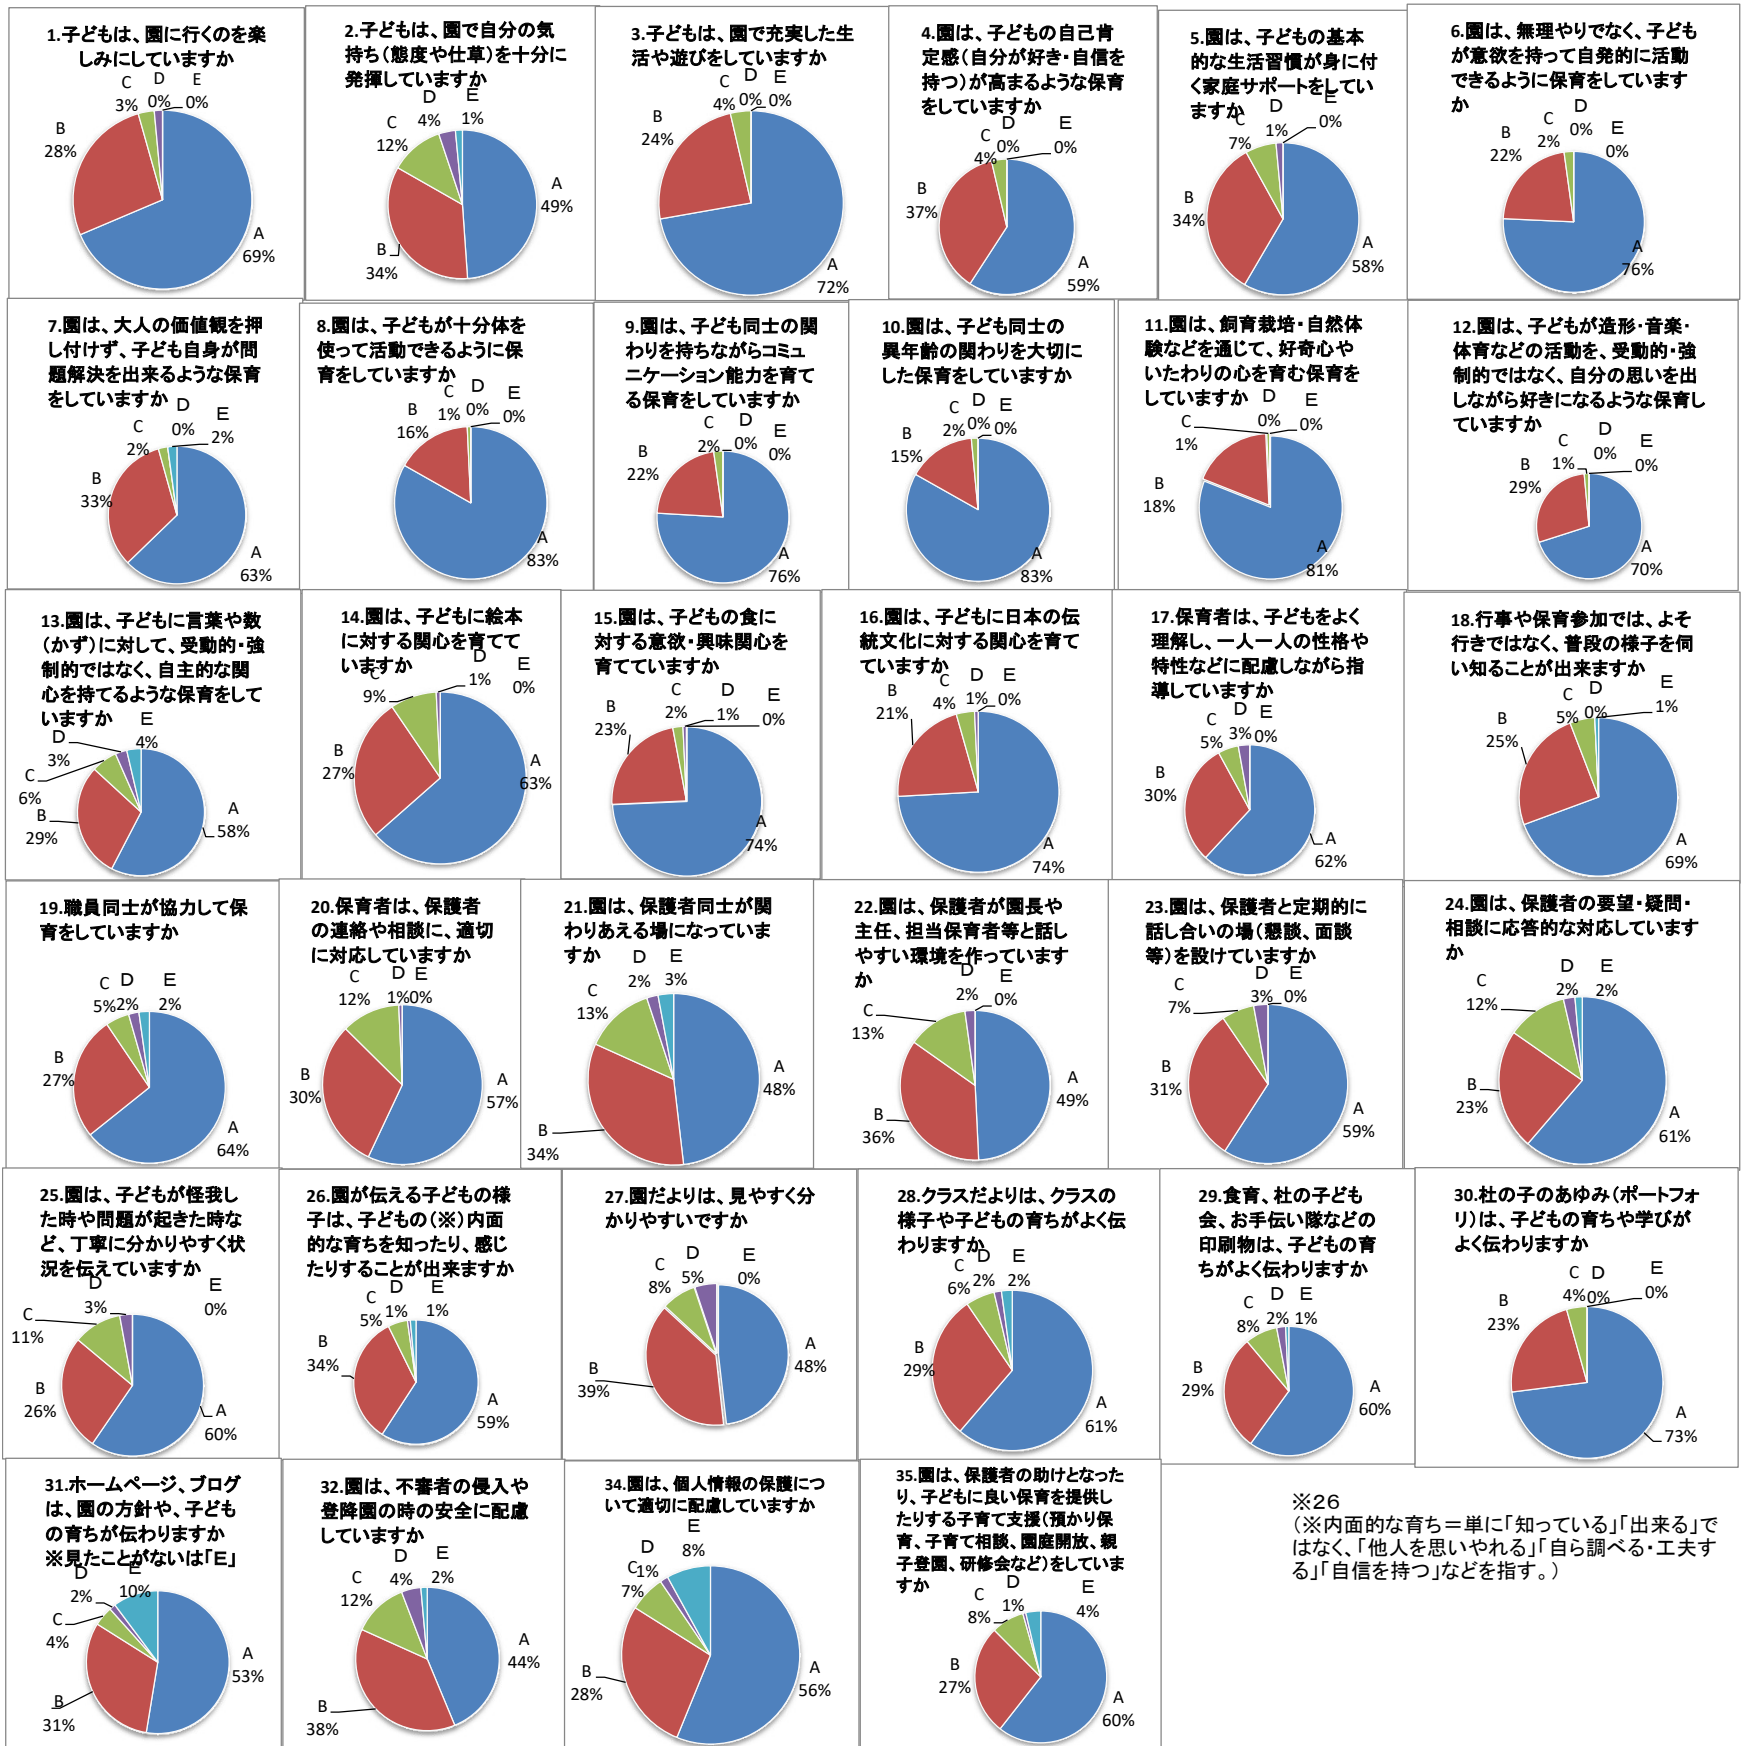 1.子どもは、園に行くのを楽
しみにしていますか
C
3%
D
0%
E
0%
B
28%
A
69%
2.子どもは、園で自分の気
持ち(態度や仕草)を十分に
発揮していますか
D
4%
E
1%
C
12%
A
49%
B
34%
3.子どもは、園で充実した生
活や遊びをしていますか
C
4%
D
0%
E
0%
B
24%
A
72%
4.園は、子どもの自己肯
定感(自分が好き・自信を
持つ)が高まるような保育
をしていますか
C
4%
D
0%
E
0%
B
37%
A
59%
5.園は、子どもの基本
的な生活習慣が身に付
く家庭サポートをしてい
ますか
C
7%
D
1%
E
0%
B
34%
A
58%
6.園は、無理やりでなく、子ども
が意欲を持って自発的に活動
できるように保育をしています
か
C
2%
D
0%
E
0%
B
22%
A
76%
7.園は、大人の価値観を押
し付けず、子ども自身が問
題解決を出来るような保育
をしていますか
C
2%
D
0%
E
2%
B
33%
A
63%
8.園は、子どもが十分体を
使って活動できるように保
育をしていますか
C
1%
D
0%
E
0%
B
16%
A
83%
9.園は、子ども同士の関
わりを持ちながらコミュ
ニケーション能力を育て
る保育をしていますか
C
2%
D
0%
E
0%
B
22%
A
76%
10.園は、子ども同士の
異年齢の関わりを大切に
した保育をしていますか
C
2%
D
0%
E
0%
B
15%
A
83%
11.園は、飼育栽培・自然体
験などを通じて、好奇心や
いたわりの心を育む保育を
していますか
C
1%
D
0%
E
0%
B
18%
A
81%
12.園は、子どもが造形・音楽・
体育などの活動を、受動的・強
制的ではなく、自分の思いを出
しながら好きになるような保育し
ていますか
C
1%
D
0%
E
0%
B
29%
A
70%
13.園は、子どもに言葉や数
(かず)に対して、受動的・強
制的ではなく、自主的な関
心を持てるような保育をして
いますか
D
3%
E
4%
C
6%
B
29%
A
58%
14.園は、子どもに絵本
に対する関心を育てて
いますか
C
9%
D
1%
E
0%
B
27%
A
63%
15.園は、子どもの食に
対する意欲・興味関心を
育てていますか
C
2%
D
1%
E
0%
B
23%
A
74%
16.園は、子どもに日本の伝
統文化に対する関心を育て
ていますか
C
4%
D
1%
E
0%
B
21%
A
74%
17.保育者は、子どもをよく
理解し、一人一人の性格や
特性などに配慮しながら指
導していますか
C
5%
D
3%
E
0%
B
30%
A
62%
18.行事や保育参加では、よそ
行きではなく、普段の様子を伺
い知ることが出来ますか
C
5%
D
0%
E
1%
B
25%
A
69%
19.職員同士が協力して保
育をしていますか
C
5%
D
2%
E
2%
B
27%
A
64%
20.保育者は、保護者
の連絡や相談に、適切
に対応していますか
C
12%
D
1%
E
0%
B
30%
A
57%
21.園は、保護者同士が関
わりあえる場になっていま
すか
C
13%
D
2%
E
3%
A
48%
B
34%
22.園は、保護者が園長や
主任、担当保育者等と話し
やすい環境を作っています
か
C
13%
D
2%
E
0%
A
49%
B
36%
23.園は、保護者と定期的に
話し合いの場(懇談、面談
等)を設けていますか
C
7%
D
3%
E
0%
B
31%
A
59%
24.園は、保護者の要望・疑問・
相談に応答的な対応しています
か
C
12%
D
2%
E
2%
B
23%
A
61%
25.園は、子どもが怪我し
た時や問題が起きた時な
ど、丁寧に分かりやすく状
況を伝えていますか
C
11%
D
3%
E
0%
B
26%
A
60%
26.園が伝える子どもの様
子は、子どもの(※)内面
的な育ちを知ったり、感じ
たりすることが出来ますか
C
5%
D
1%
E
1%
B
34%
A
59%
27.園だよりは、見やすく分
かりやすいですか
C
8%
D
5%
E
0%
A
48%
B
39%
28.クラスだよりは、クラスの
様子や子どもの育ちがよく伝
わりますか
C
6%
D
2%
E
2%
B
29%
A
61%
29.食育、杜の子ども
会、お手伝い隊などの
印刷物は、子どもの育
ちがよく伝わりますか
C
8%
D
2%
E
1%
B
29%
A
60%
30.杜の子のあゆみ(ポートフォ
リ)は、子どもの育ちや学びが
よく伝わりますか
C
4%
D
0%
E
0%
B
23%
A
73%
31.ホームページ、ブログ
は、園の方針や、子ども
の育ちが伝わりますか
※見たことがないは「E」
D
2%
E
10%
C
4%
A
53%
B
31%
32.園は、不審者の侵入や
登降園の時の安全に配慮
していますか
C
12%
D
4%
E
2%
A
44%
B
38%
34.園は、個人情報の保護につ
いて適切に配慮していますか
C
7%
D
1%
E
8%
A
56%
B
28%
35.園は、保護者の助けとなった
り、子どもに良い保育を提供し
たりする子育て支援(預かり保
育、子育て相談、園庭開放、親
子登園、研修会など)をしていま
すか
C
8%
D
1%
E
4%
B
27%
A
60%
※26
(※内面的な育ち＝単に「知っている」「出来る」で
はなく、「他人を思いやれる」「自ら調べる・工夫す
る」「自信を持つ」などを指す。)